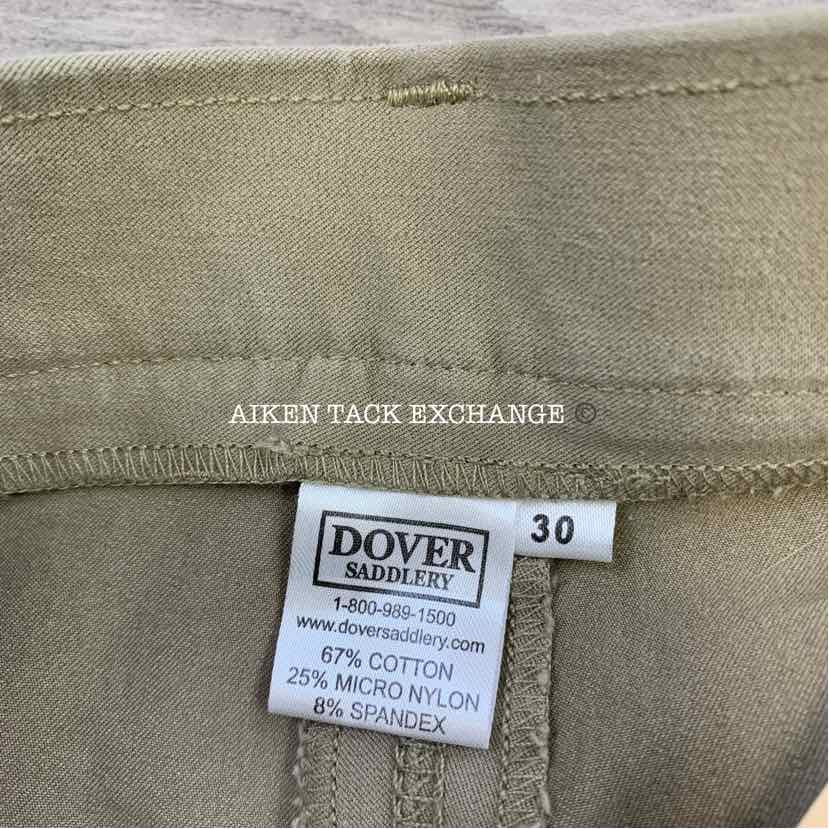 AIKEN TACK EXCHANGE ©
DOVER
SADDLERY
30
1-800-989-1500
www.doversaddlery.com
67% COTTON
25% MICRO NYLON
8% SPANDEX